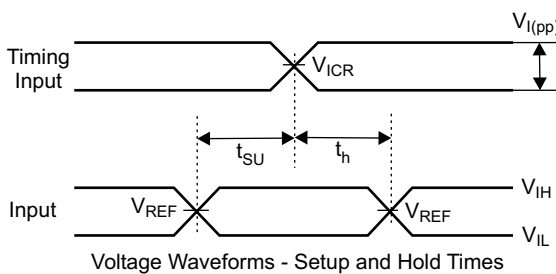 V_I(pp)
Timing
Input
V_ICR
t_SU
t_h
V_IH
Input
V_REF
V_REF
V_IL
Voltage Waveforms - Setup and Hold Times